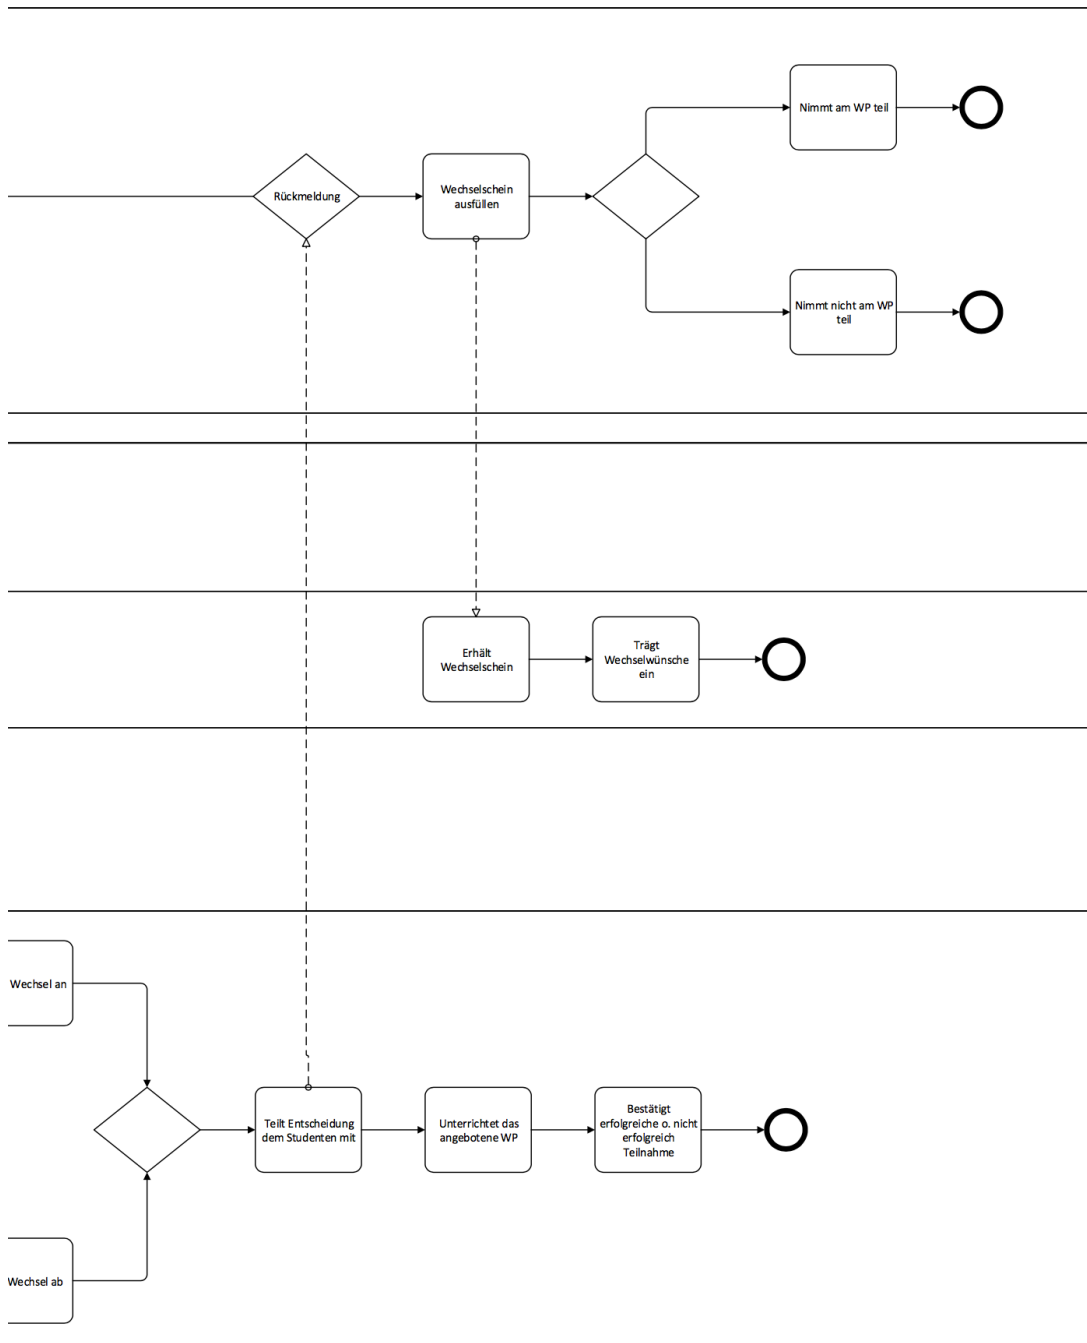 Nimmt am WP teil
Rückmeldung
Wechselschein
ausfüllen
Nimmt nicht am WP
teil
Erhält
Wechselschein
Trägt
Wechselwünsche
ein
Wechsel an
Teilt Entscheidung
dem Studenten mit
Unterrichtet das
angebotene WP
Bestätigt
erfolgreiche o. nicht
erfolgreich
Teilnahme
Wechsel ab